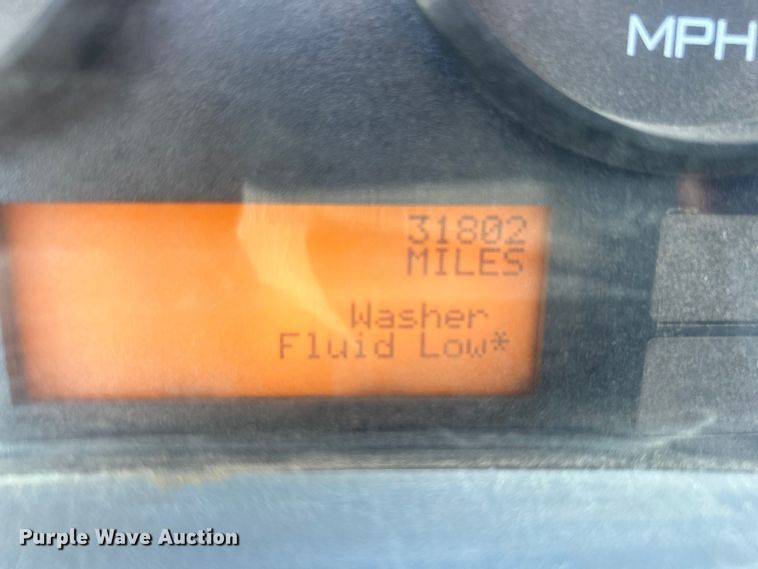 MPH
31802
MILES
Washer
Fluid Low*
Purple Wave Auction